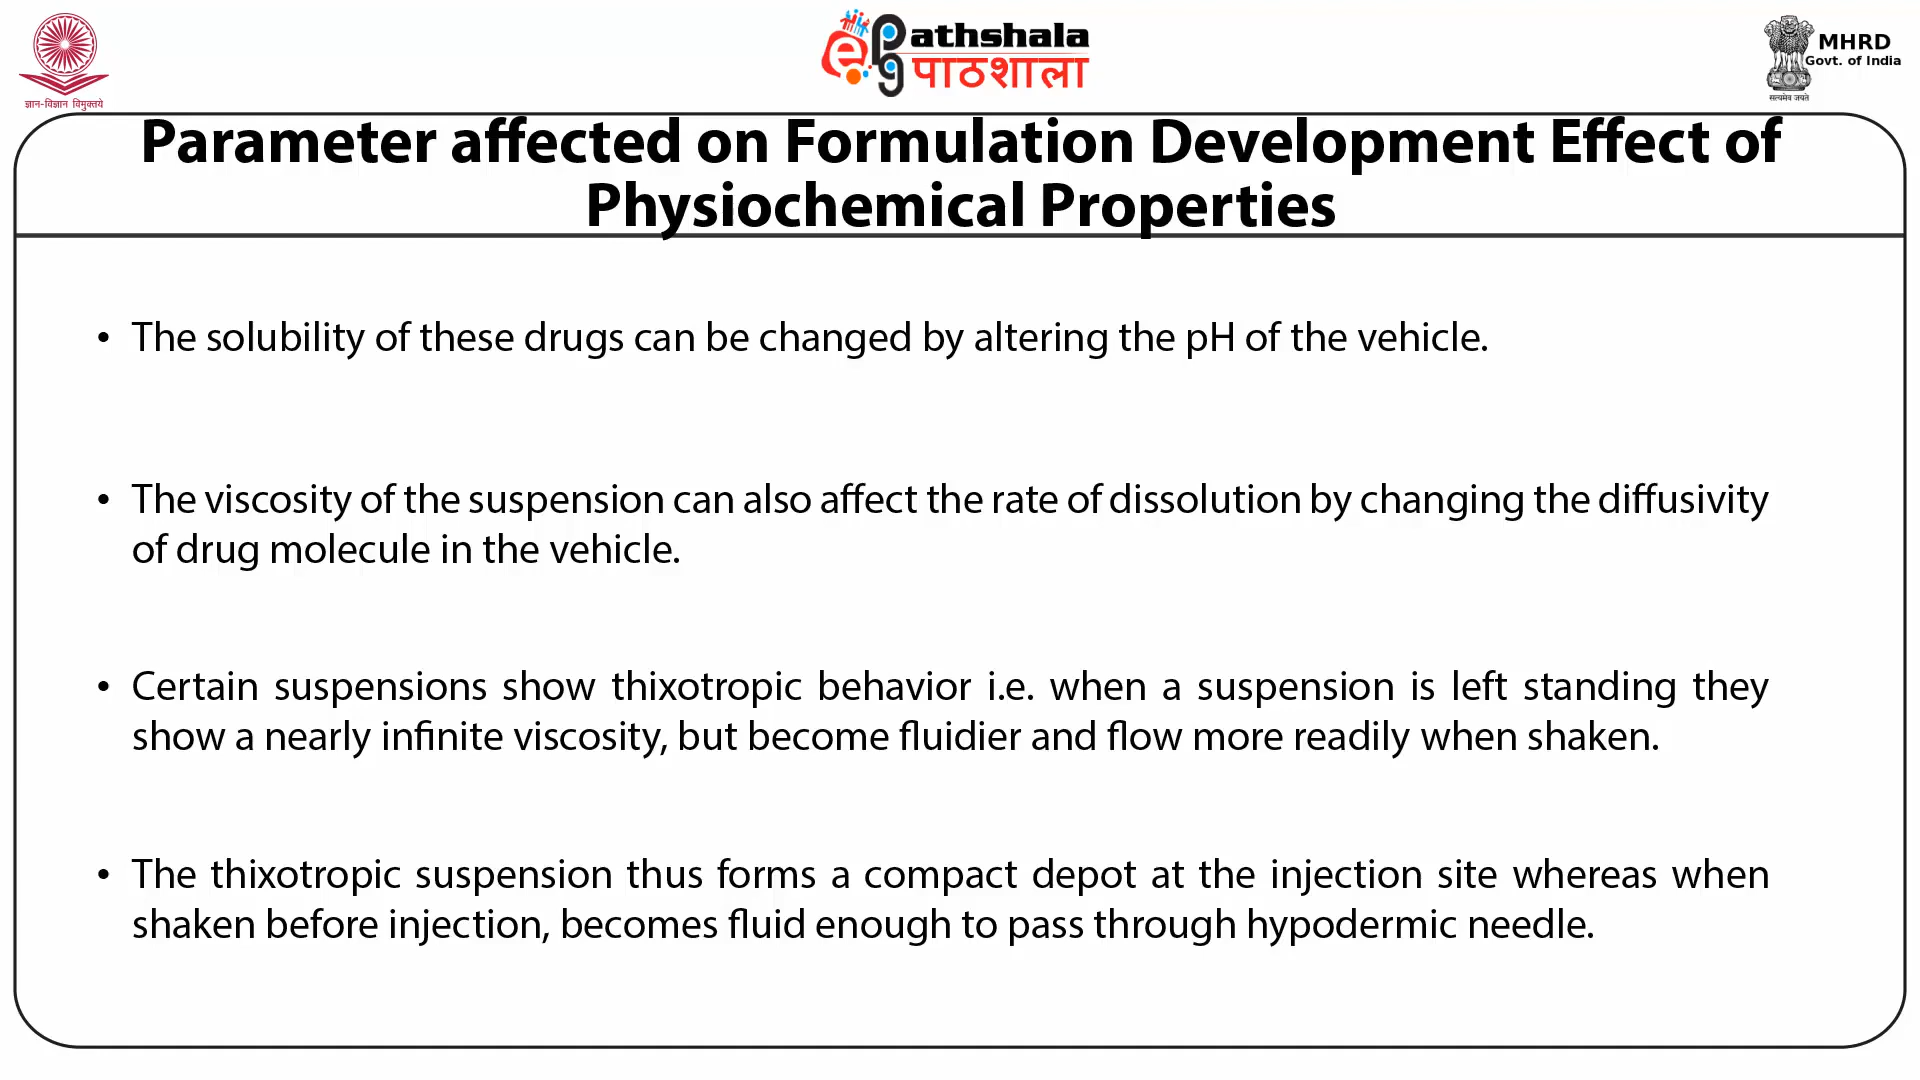 ज्ञान-विज्ञान विमुक्तये
ePathshala
पाठशाला
MHRD
Govt. of India
सत्यमेव जयते
Parameter affected on Formulation Development Effect of
Physiochemical Properties
• The solubility of these drugs can be changed by altering the pH of the vehicle.
• The viscosity of the suspension can also affect the rate of dissolution by changing the diffusivity
of drug molecule in the vehicle.
• Certain suspensions show thixotropic behavior i.e. when a suspension is left standing they
show a nearly infinite viscosity, but become fluidier and flow more readily when shaken.
• The thixotropic suspension thus forms a compact depot at the injection site whereas when
shaken before injection, becomes fluid enough to pass through hypodermic needle.